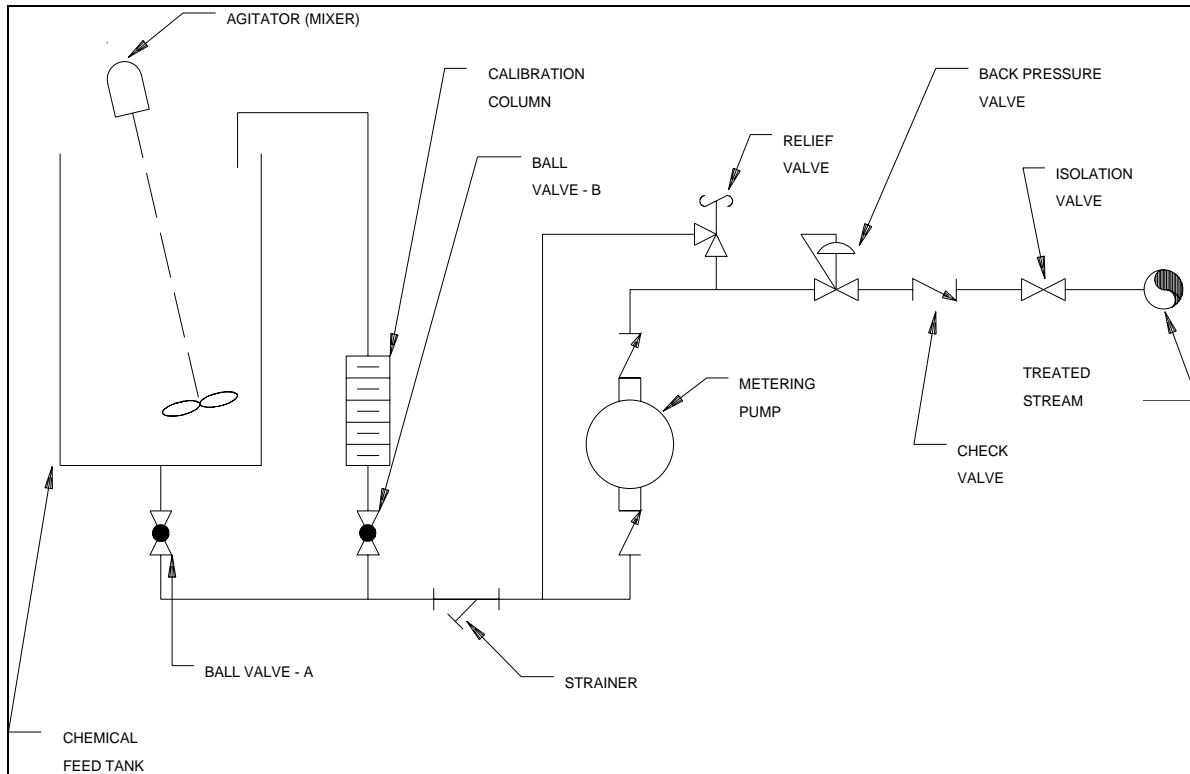 AGITATOR (MIXER)
CALIBRATION
COLUMN
BACK PRESSURE
VALVE
RELIEF
VALVE
BALL
VALVE - B
ISOLATION
VALVE
METERING
PUMP
TREATED
STREAM
CHECK
VALVE
BALL VALVE - A
STRAINER
CHEMICAL
FEED TANK